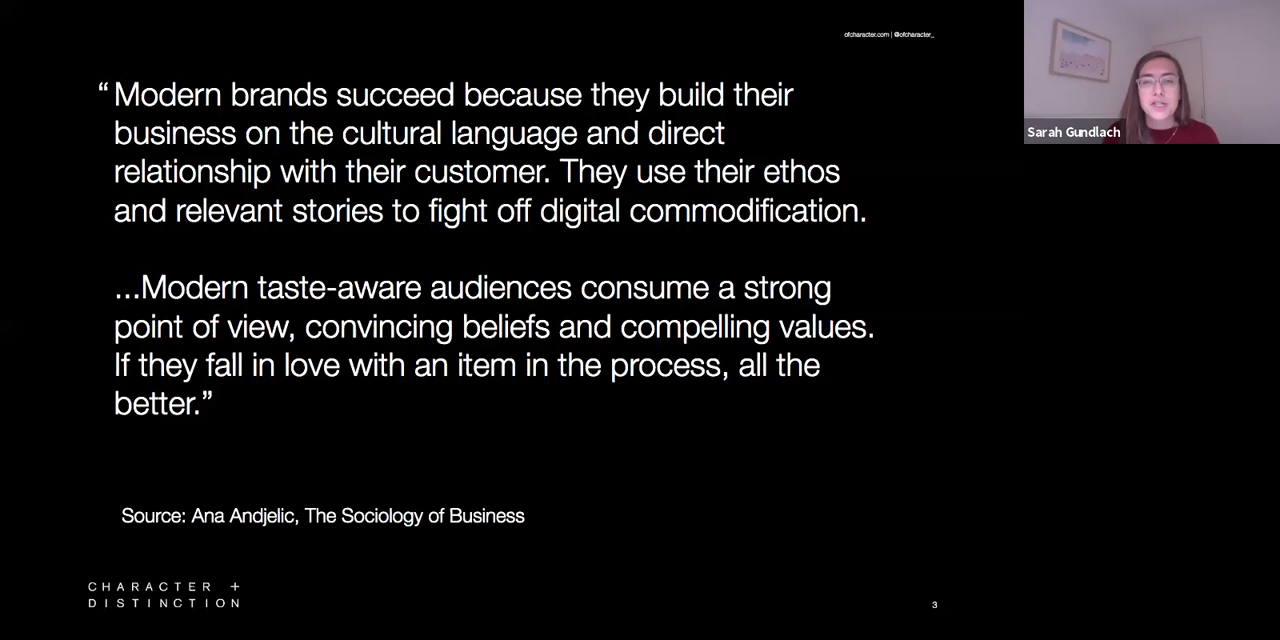 ofcharacter.com | @ofcharacter_
“Modern brands succeed because they build their
business on the cultural language and direct
relationship with their customer. They use their ethos
and relevant stories to fight off digital commodification.
...Modern taste-aware audiences consume a strong
point of view, convincing beliefs and compelling values.
If they fall in love with an item in the process, all the
better.”
Source: Ana Andjelic, The Sociology of Business
CHARACTER +
DISTINCTION
3
Sarah Gundlach